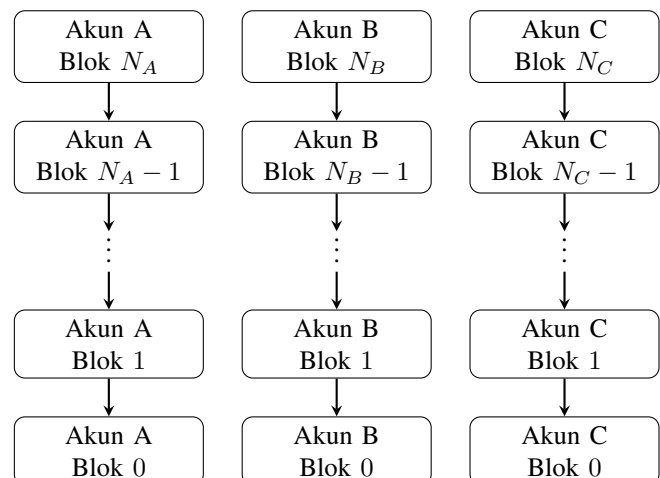 Akun A
Blok N_A
Akun B
Blok N_B
Akun C
Blok N_C
Akun A
Blok N_A − 1
Akun B
Blok N_B − 1
Akun C
Blok N_C − 1
Akun A
Blok 1
Akun B
Blok 1
Akun C
Blok 1
Akun A
Blok 0
Akun B
Blok 0
Akun C
Blok 0